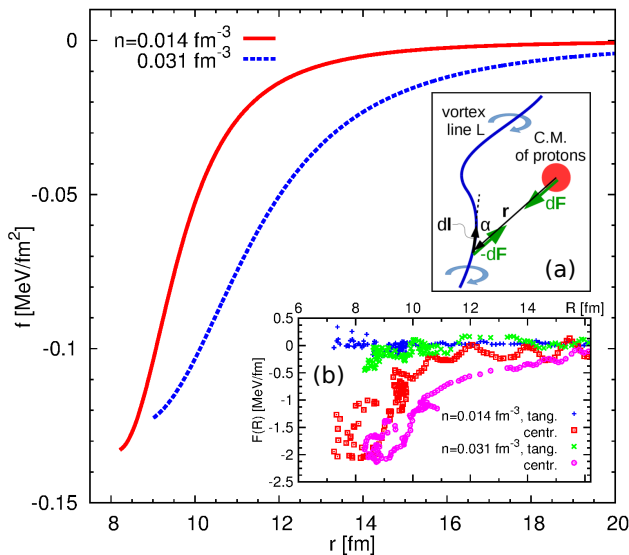 n=0.014 fm⁻³
0.031 fm⁻³
0
-0.05
-0.1
-0.15
f [MeV/fm²]
8 10 12 14 16 18 20
r [fm]
vortex
line L
C.M.
of protons
dF
r
dl
α
-dF
(a)
6 8 10 12 14 R [fm]
0.5
0
-0.5
-1
-1.5
-2
-2.5
F(R) [MeV/fm]
(b)
n=0.014 fm⁻³, tang.
centr.
n=0.031 fm⁻³, tang.
centr.